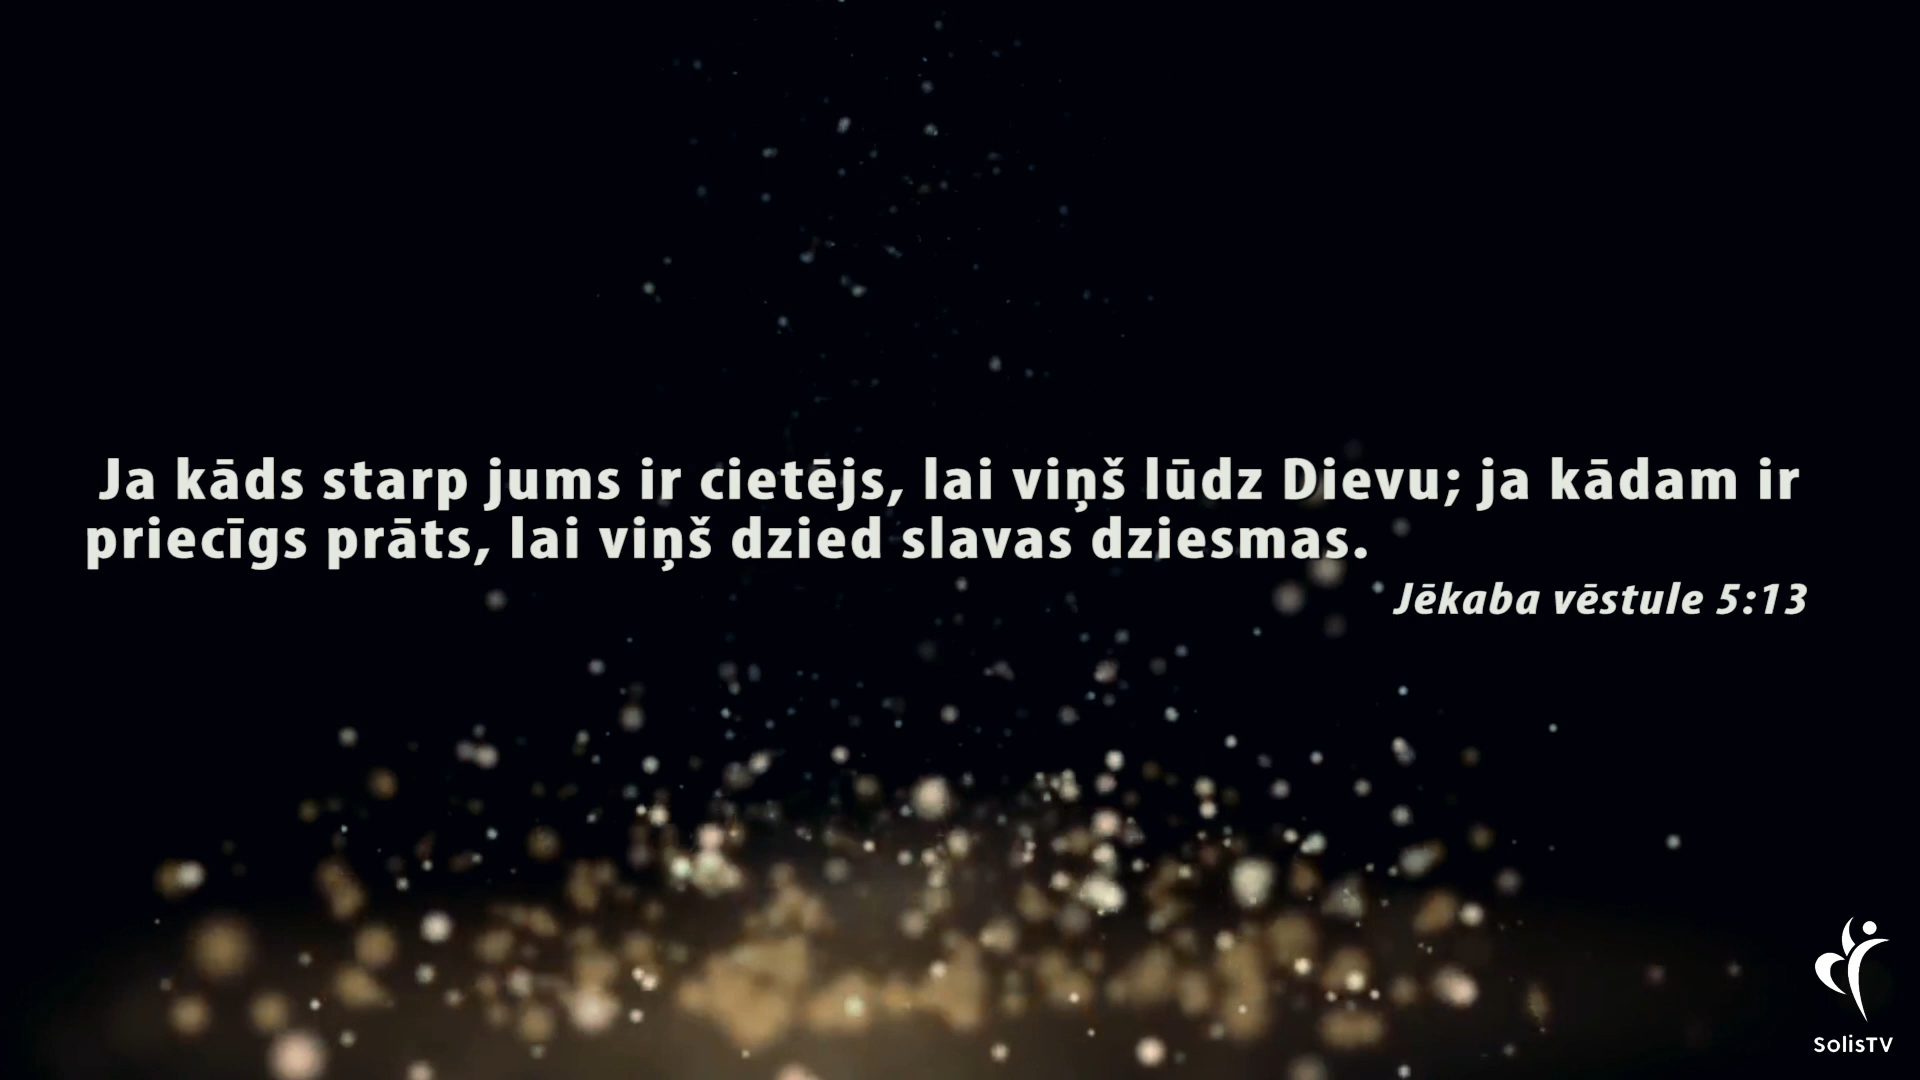 Ja kāds starp jums ir cietējs, lai viņš lūdz Dievu; ja kādam ir
priecīgs prāts, lai viņš dzied slavas dziesmas.
Jēkaba vēstule 5:13
SolisTV